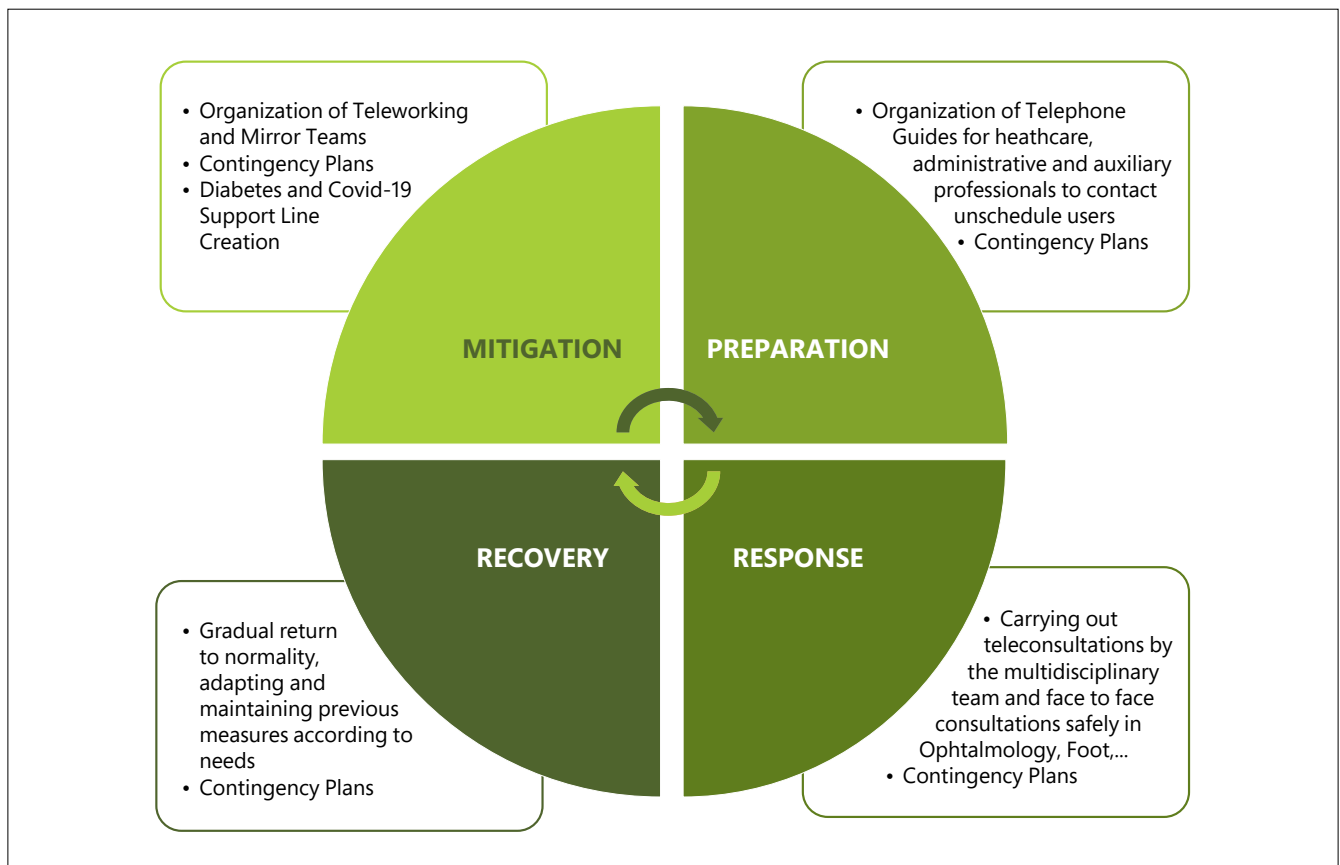 • Organization of Teleworking
and Mirror Teams
• Contingency Plans
• Diabetes and Covid-19
Support Line
Creation
• Organization of Telephone
Guides for heathcare,
administrative and auxiliary
professionals to contact
unschedule users
• Contingency Plans
MITIGATION
PREPARATION
RECOVERY
RESPONSE
• Gradual return
to normality,
adapting and
maintaining previous
measures according to
needs
• Contingency Plans
• Carrying out
teleconsultations by
the multidisciplinary
team and face to face
consultations safely in
Ophtalmology, Foot,...
• Contingency Plans